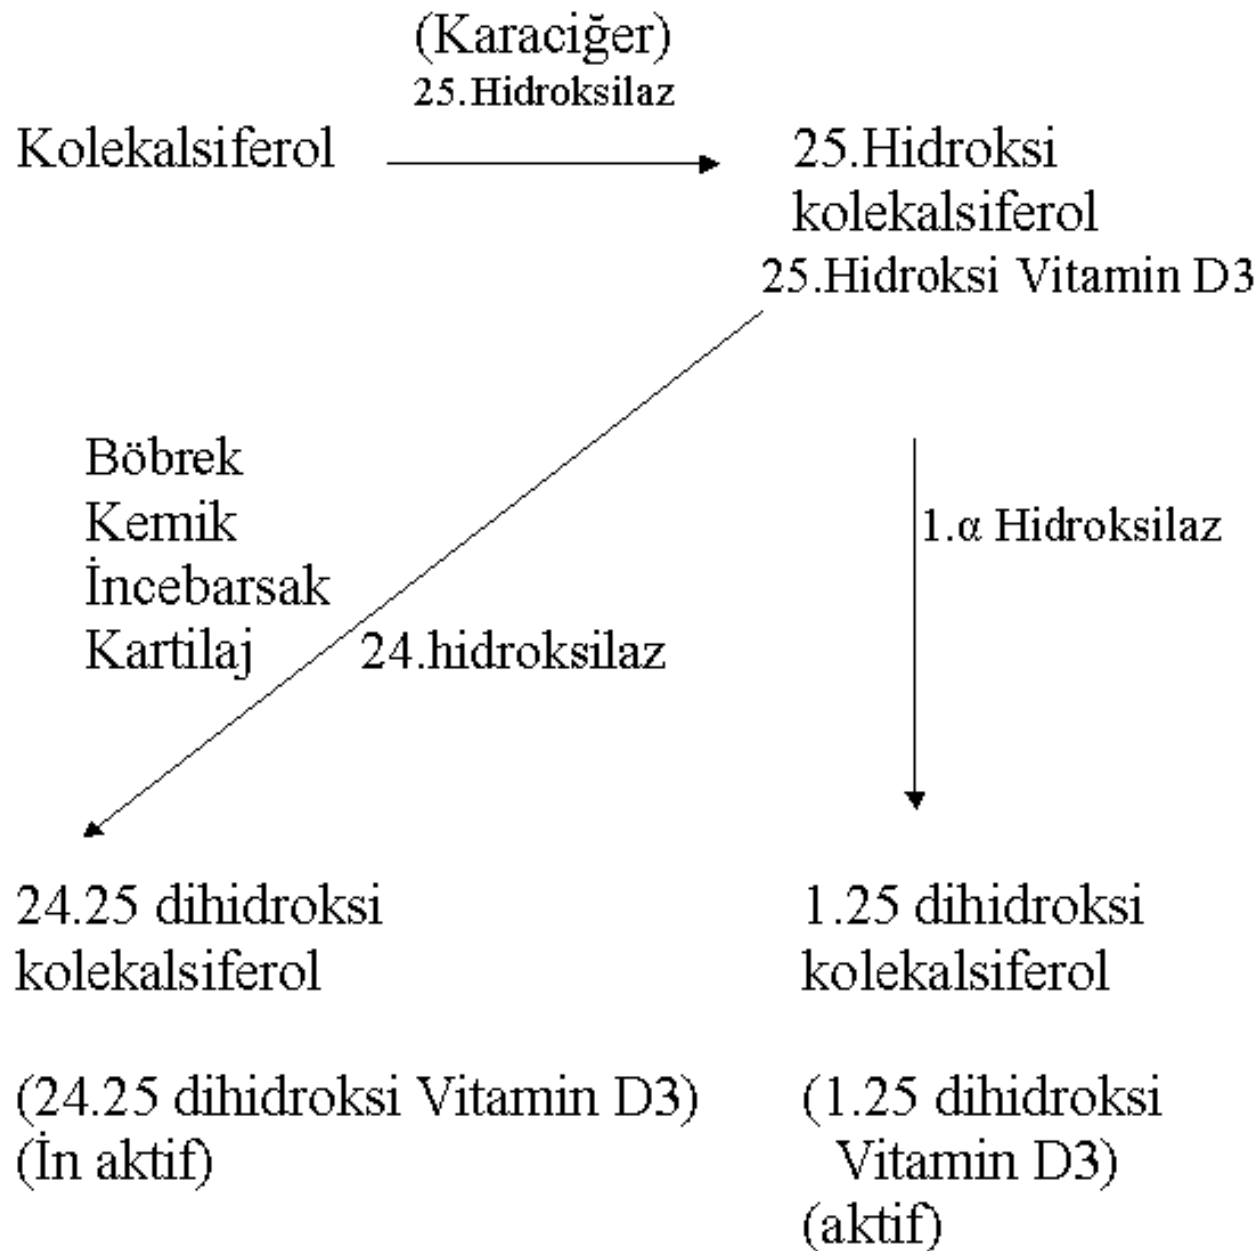 (Karaciğer)
25.Hidroksilaz
Kolekalsiferol
25.Hidroksi
kolekalsiferol
25.Hidroksi Vitamin D3
Böbrek
Kemik
İncebarsak
Kartilaj
24.hidroksilaz
1.α Hidroksilaz
24.25 dihidroksi
kolekalsiferol
(24.25 dihidroksi Vitamin D3)
(İn aktif)
1.25 dihidroksi
kolekalsiferol
(1.25 dihidroksi
Vitamin D3)
(aktif)